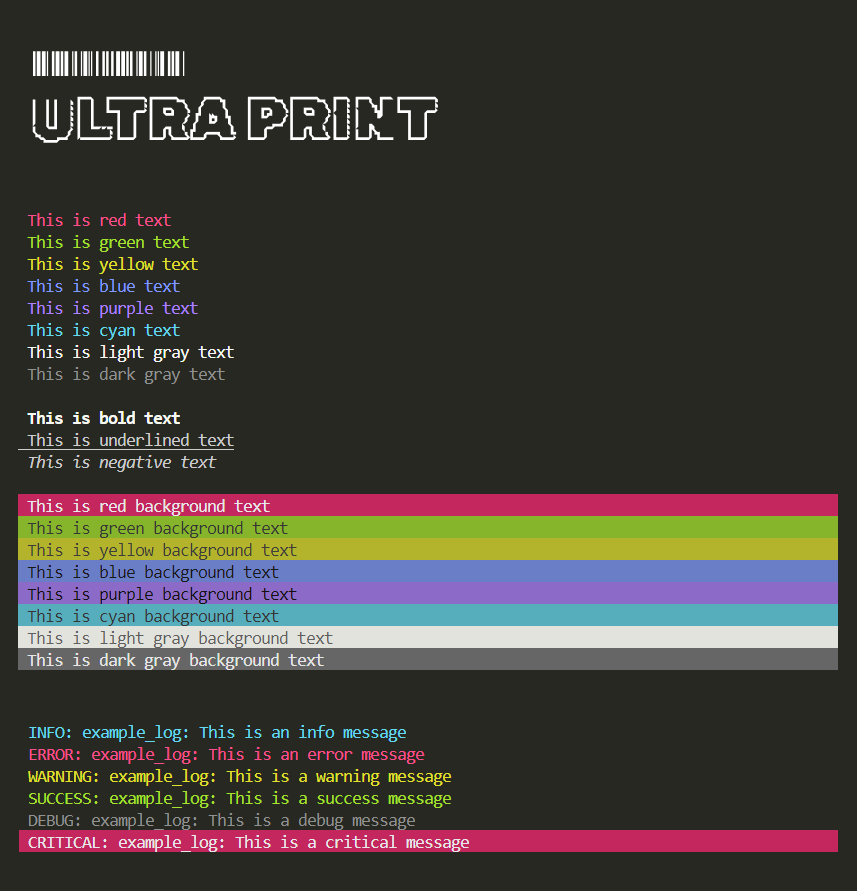 ULTRA PRINT
This is red text
This is green text
This is yellow text
This is blue text
This is purple text
This is cyan text
This is light gray text
This is dark gray text
This is bold text
This is underlined text
This is negative text
This is red background text
This is green background text
This is yellow background text
This is blue background text
This is purple background text
This is cyan background text
This is light gray background text
This is dark gray background text
INFO: example_log: This is an info message
ERROR: example_log: This is an error message
WARNING: example_log: This is a warning message
SUCCESS: example_log: This is a success message
DEBUG: example_log: This is a debug message
CRITICAL: example_log: This is a critical message